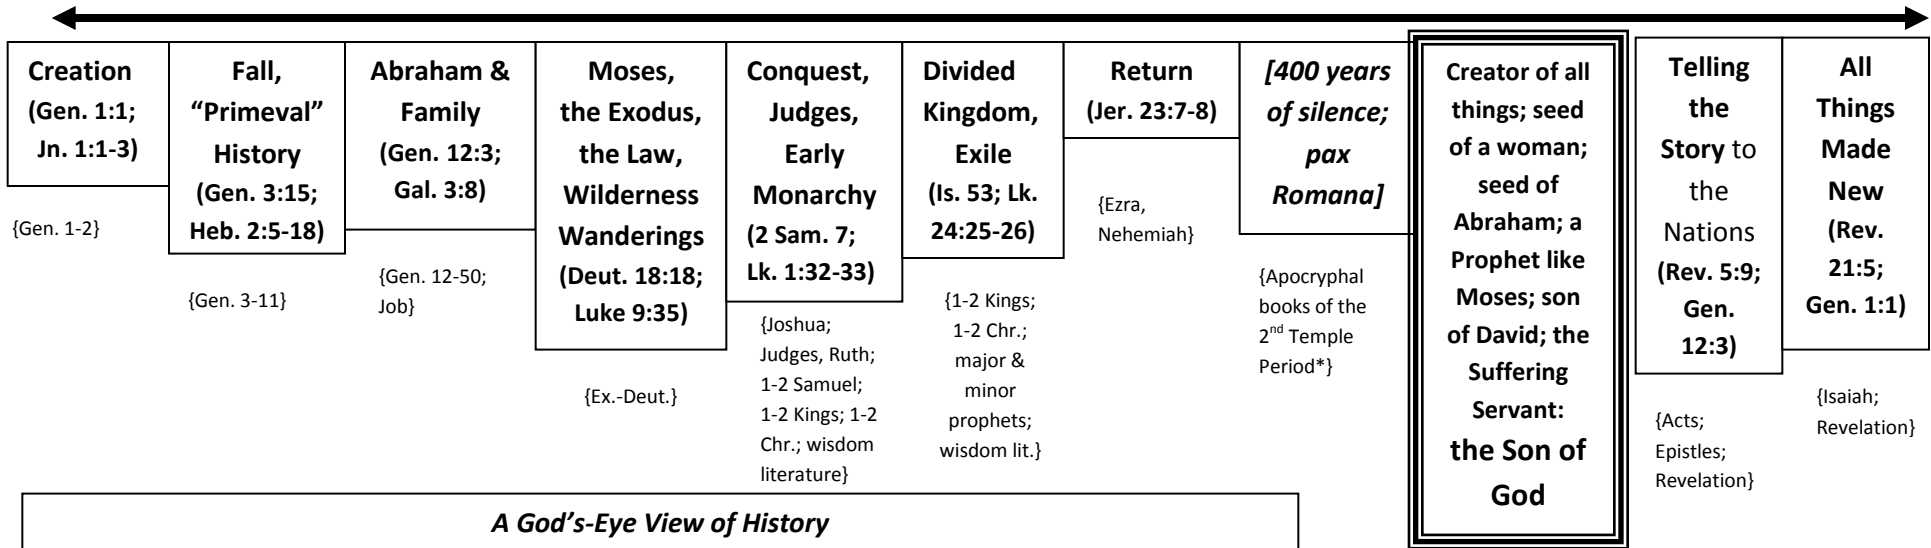 Creation
(Gen. 1:1;
Jn. 1:1-3)
{Gen. 1-2}
Fall,
“Primeval”
History
(Gen. 3:15;
Heb. 2:5-18)
{Gen. 3-11}
Abraham &
Family
(Gen. 12:3;
Gal. 3:8)
{Gen. 12-50;
Job}
Moses,
the Exodus,
the Law,
Wilderness
Wanderings
(Deut. 18:18;
Luke 9:35)
{Ex.-Deut.}
Conquest,
Judges,
Early
Monarchy
(2 Sam. 7;
Lk. 1:32-33)
{Joshua;
Judges, Ruth;
1-2 Samuel;
1-2 Kings; 1-2
Chr.; wisdom
literature}
Divided
Kingdom,
Exile
(Is. 53; Lk.
24:25-26)
{1-2 Kings;
1-2 Chr.;
major &
minor
prophets;
wisdom lit.}
Return
(Jer. 23:7-8)
{Ezra,
Nehemiah}
[400 years
of silence;
pax
Romana]
{Apocryphal
books of the
2nd Temple
Period*}
Creator of all
things; seed
of a woman;
seed of
Abraham; a
Prophet like
Moses; son
of David; the
Suffering
Servant:
the Son of
God
Telling
the
Story to
the
Nations
(Rev. 5:9;
Gen.
12:3)
{Acts;
Epistles;
Revelation}
All
Things
Made
New
(Rev.
21:5;
Gen. 1:1)
{Isaiah;
Revelation}
A God’s-Eye View of History